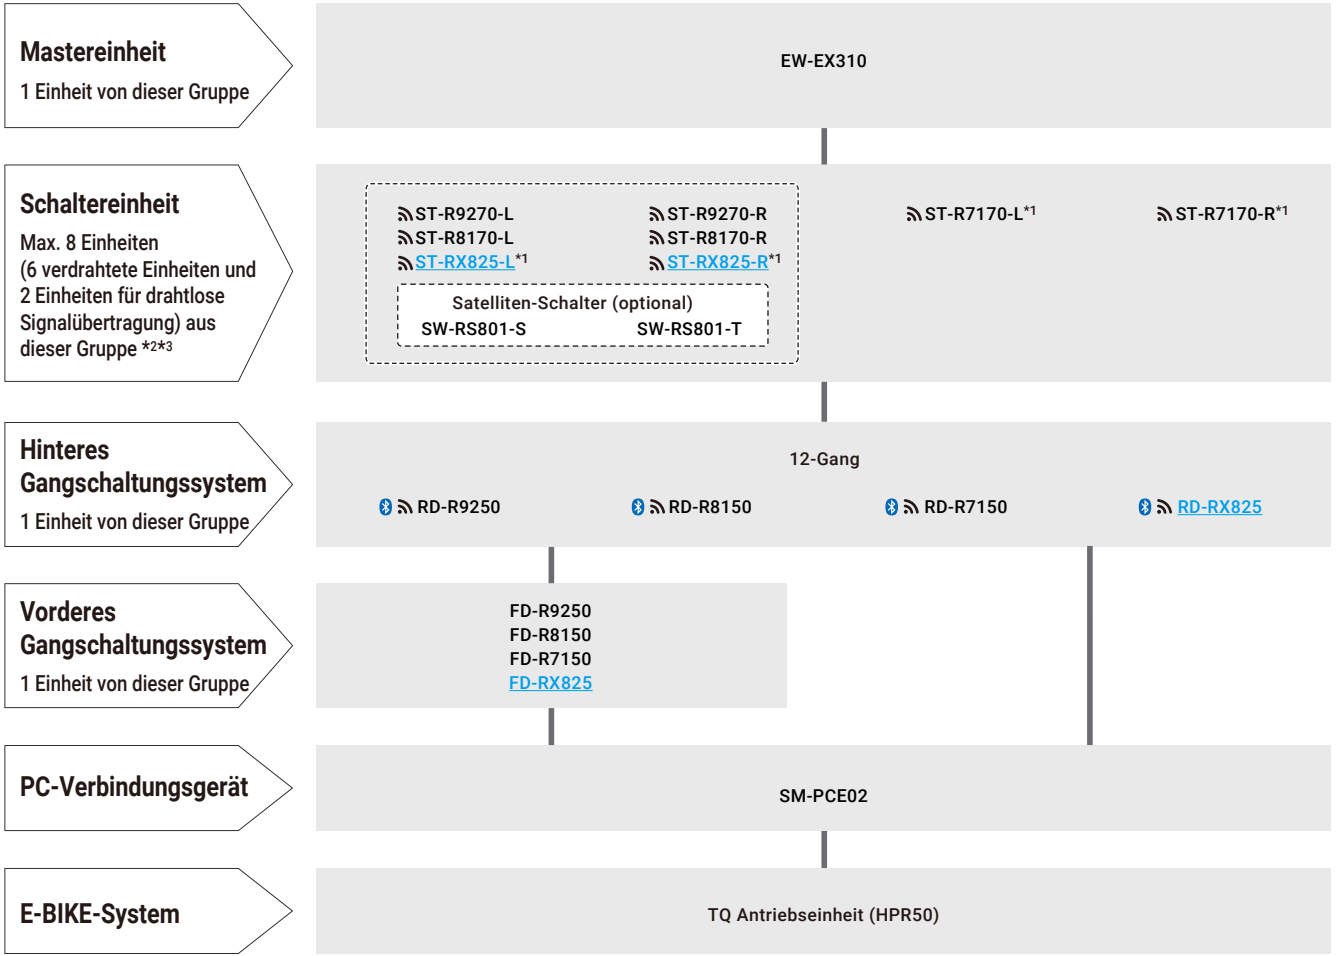 Mastereinheit
1 Einheit von dieser Gruppe
EW-EX310
Schaltereinheit
Max. 8 Einheiten
(6 verdrahtete Einheiten und
2 Einheiten für drahtlose
Signalübertragung) aus
dieser Gruppe *2*3
ST-R9270-L
ST-R9270-R
ST-R7170-L*1
ST-R7170-R*1
ST-R8170-L
ST-R8170-R
ST-RX825-L*1
ST-RX825-R*1
Satelliten-Schalter (optional)
SW-RS801-S
SW-RS801-T
Hinteres
Gangschaltungssystem
1 Einheit von dieser Gruppe
12-Gang
RD-R9250
RD-R8150
RD-R7150
RD-RX825
Vorderes
Gangschaltungssystem
1 Einheit von dieser Gruppe
FD-R9250
FD-R8150
FD-R7150
FD-RX825
PC-Verbindungsgerät
SM-PCE02
E-BIKE-System
TQ Antriebseinheit (HPR50)